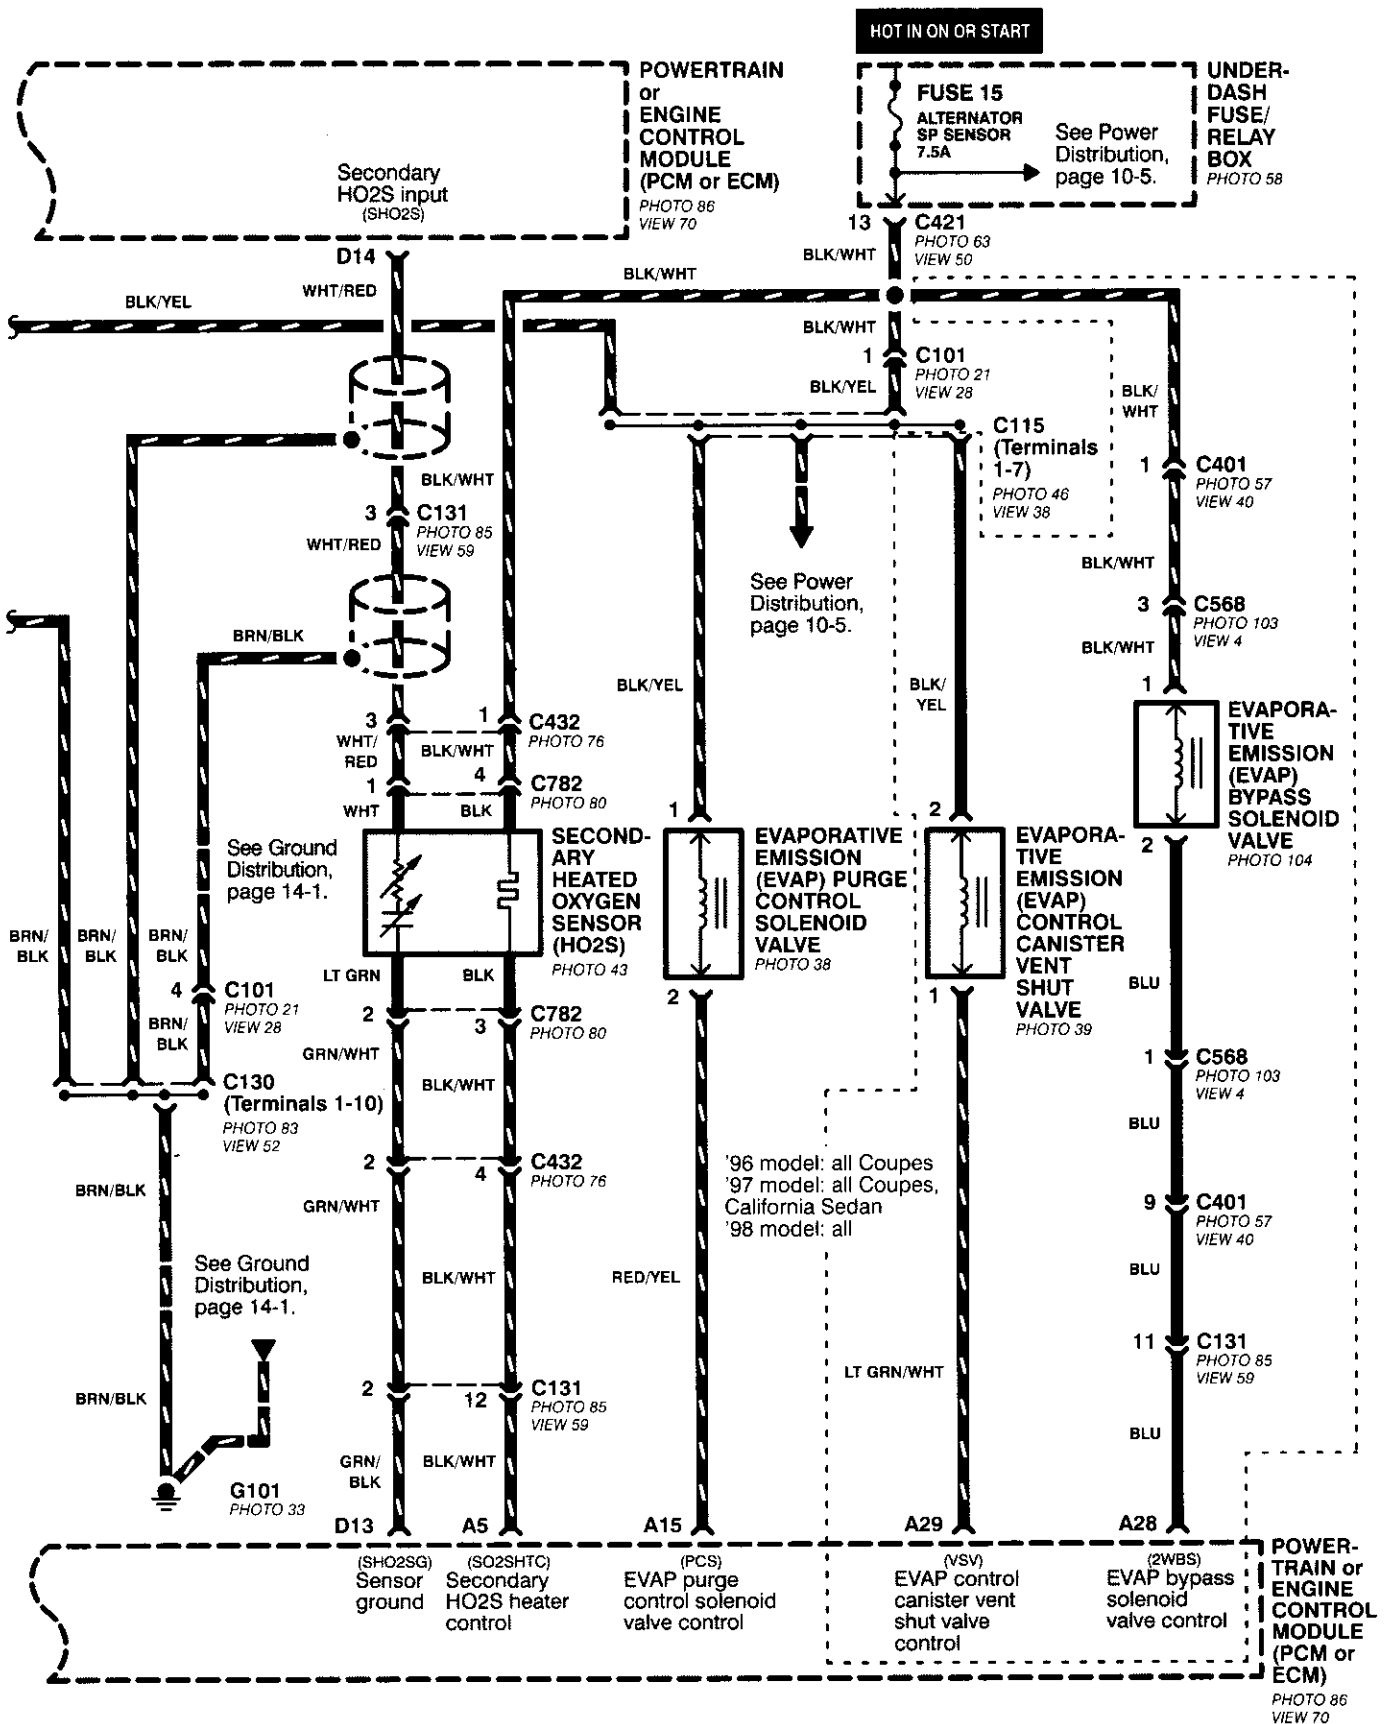 HOT IN ON OR START
POWERTRAIN
or
ENGINE
CONTROL
MODULE
(PCM or ECM)
PHOTO 86
VIEW 70
Secondary
HO2S input
(SHO2S)
FUSE 15
ALTERNATOR
SP SENSOR
7.5A
See Power
Distribution,
page 10-5.
UNDER-
DASH
FUSE/
RELAY
BOX
PHOTO 58
D14
WHT/RED
13
C421
PHOTO 63
VIEW 50
BLK/WHT
BLK/WHT
BLK/YEL
BLK/WHT
1
C101
PHOTO 21
VIEW 28
BLK/YEL
BLK/
WHT
C115
(Terminals
1-7)
PHOTO 46
VIEW 38
1
C401
PHOTO 57
VIEW 40
BLK/WHT
3
C131
PHOTO 85
VIEW 59
WHT/RED
BLK/WHT
See Power
Distribution,
page 10-5.
3
C568
PHOTO 103
VIEW 4
BLK/WHT
BRN/BLK
BLK/YEL
BLK/
YEL
1
3
WHT/
RED
1
C432
PHOTO 76
BLK/WHT
1
4
C782
PHOTO 80
WHT
BLK
EVAPORA-
TIVE
EMISSION
(EVAP)
BYPASS
SOLENOID
VALVE
PHOTO 104
2
1
2
See Ground
Distribution,
page 14-1.
SECOND-
ARY
HEATED
OXYGEN
SENSOR
(HO2S)
PHOTO 43
EVAPORATIVE
EMISSION
(EVAP) PURGE
CONTROL
SOLENOID
VALVE
PHOTO 38
EVAPORA-
TIVE
EMISSION
(EVAP)
CONTROL
CANISTER
VENT
SHUT
VALVE
PHOTO 39
BRN/
BLK
BRN/
BLK
BRN/
BLK
LT GRN
BLK
BLU
4
C101
PHOTO 21
VIEW 28
BRN/
BLK
2
3
C782
PHOTO 80
2
1
GRN/WHT
BLK/WHT
1
C568
PHOTO 103
VIEW 4
C130
(Terminals 1-10)
PHOTO 83
VIEW 52
BLU
2
4
C432
PHOTO 76
'96 model: all Coupes
'97 model: all Coupes,
California Sedan
'98 model: all
BRN/BLK
GRN/WHT
9
C401
PHOTO 57
VIEW 40
See Ground
Distribution,
page 14-1.
BLK/WHT
RED/YEL
BLU
11
C131
PHOTO 85
VIEW 59
LT GRN/WHT
BRN/BLK
2
12
C131
PHOTO 85
VIEW 59
BLU
GRN/
BLK
BLK/WHT
G101
PHOTO 33
D13
A5
A15
A29
A28
(SHO2SG)
Sensor
ground
(SO2SHTC)
Secondary
HO2S heater
control
(PCS)
EVAP purge
control solenoid
valve control
(VSV)
EVAP control
canister vent
shut valve
control
(2WBS)
EVAP bypass
solenoid
valve control
POWER-
TRAIN or
ENGINE
CONTROL
MODULE
(PCM or
ECM)
PHOTO 86
VIEW 70